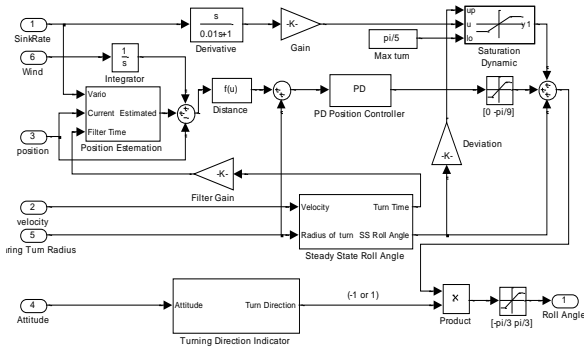 1
SinkRate
s
0.01s+1
Derivative
-K-
Gain
up
u
lo
y 1
Saturation
Dynamic
pi/5
Max turn
6
Wind
1
s
Integrator
Vario
Current Estimated
Filter Time
Position Estemation
f(u)
Distance
PD
PD Position Controller
[0 -pi/9]
3
position
-K-
Deviation
-K-
Filter Gain
2
velocity
5
ring Turn Radius
Velocity
Turn Time
Radius of turn
SS Roll Angle
Steady State Roll Angle
4
Attitude
Attitude
Turn Direction
Turning Direction Indicator
(-1 or 1)
x
Product
[-pi/3 pi/3]
1
Roll Angle